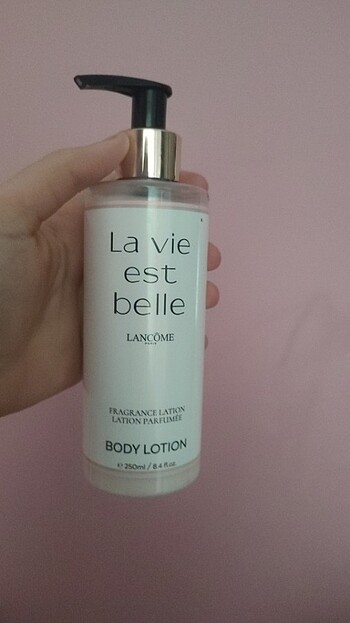 La vie
est
belle
LANCÔME
PARIS
FRAGRANCE LATION
LATION PARFUMÉE
BODY LOTION
e 250ml / 8.4 fl.oz